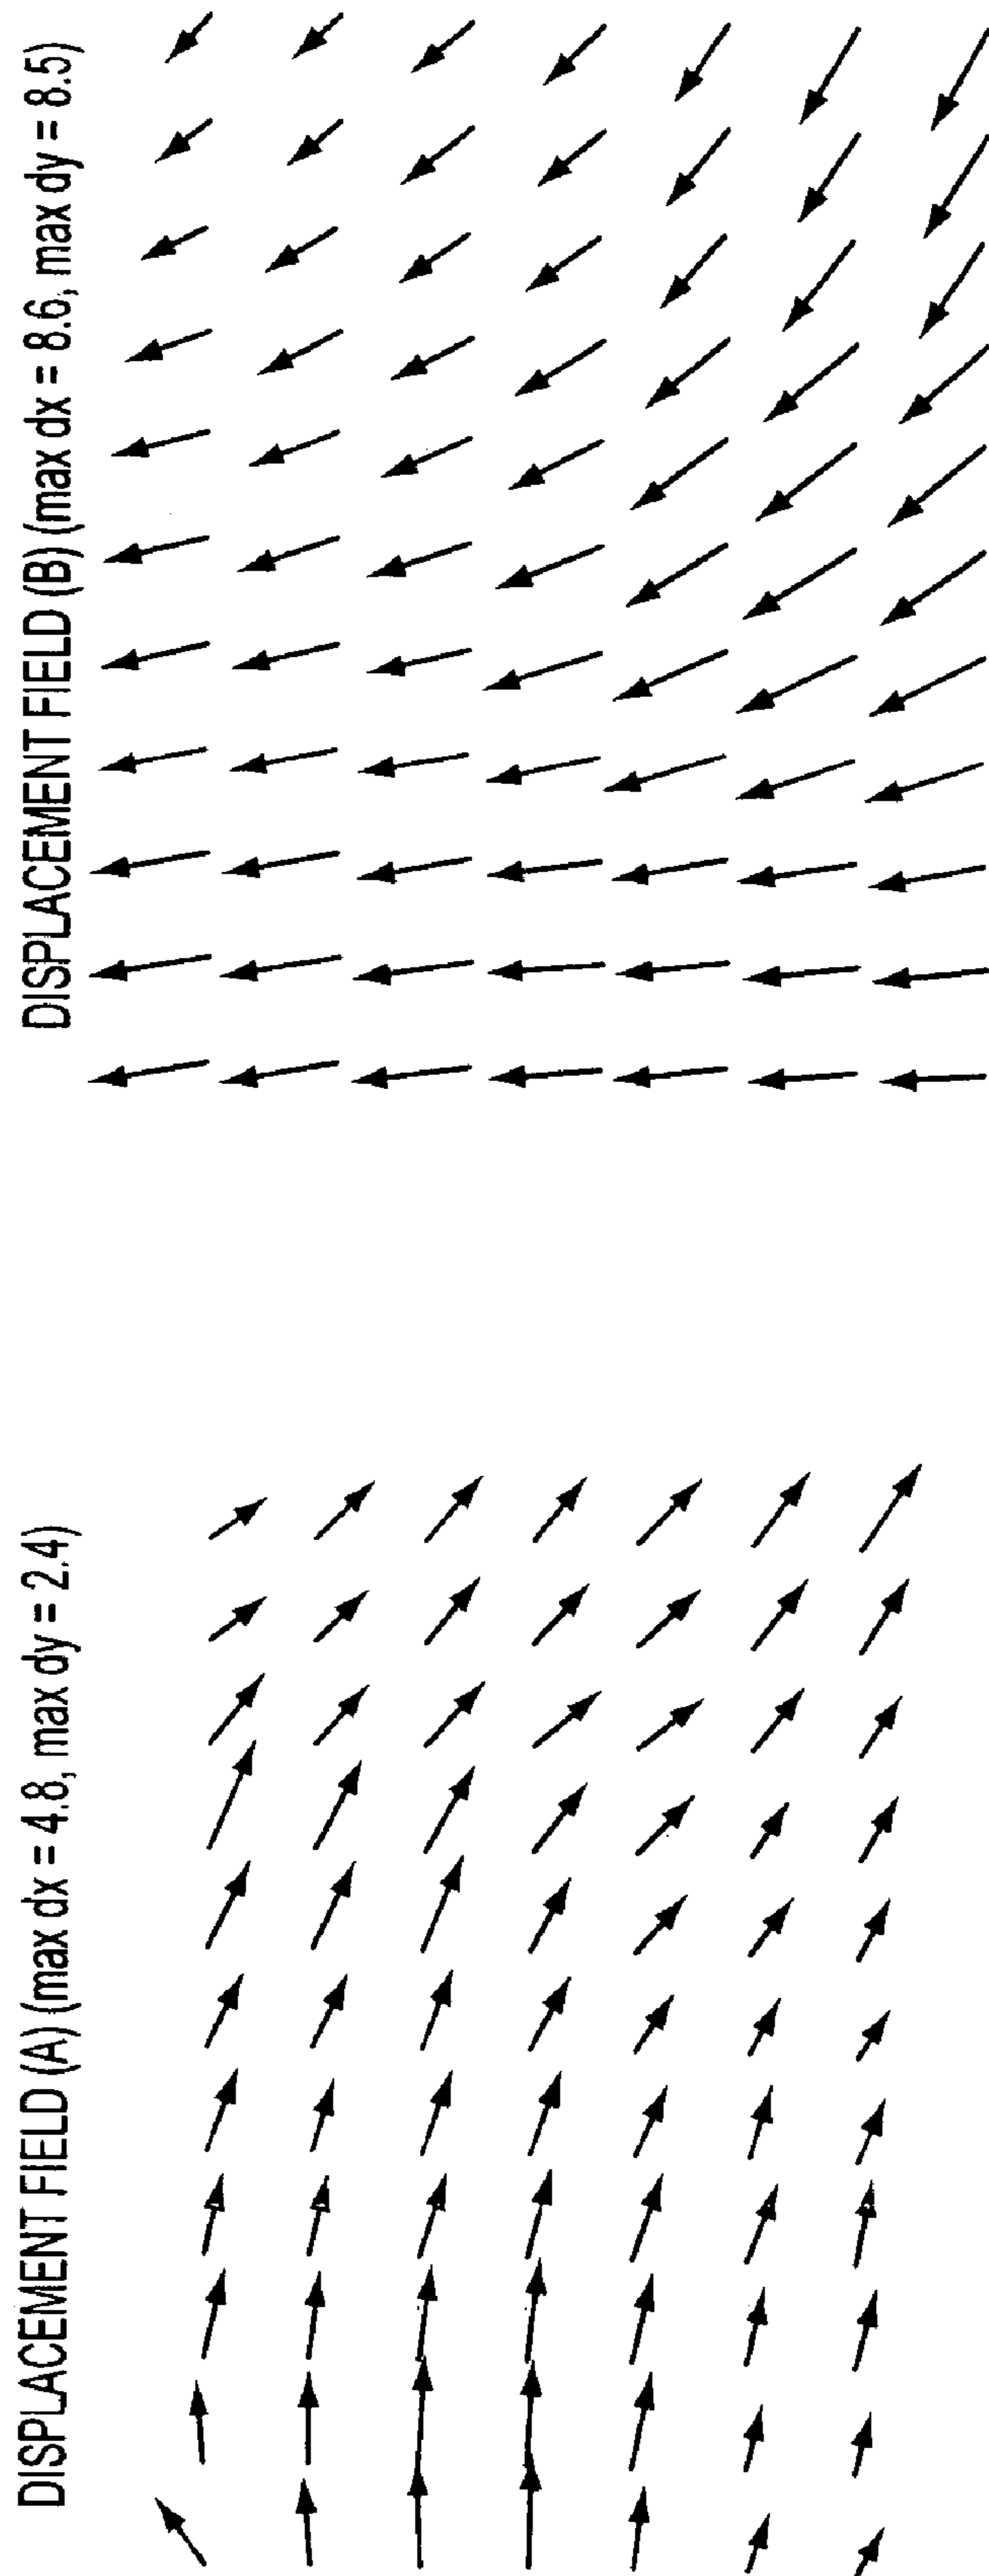 DISPLACEMENT FIELD (A) (max dx = 4.8, max dy = 2.4)
DISPLACEMENT FIELD (B) (max dx = 8.6, max dy = 8.5)